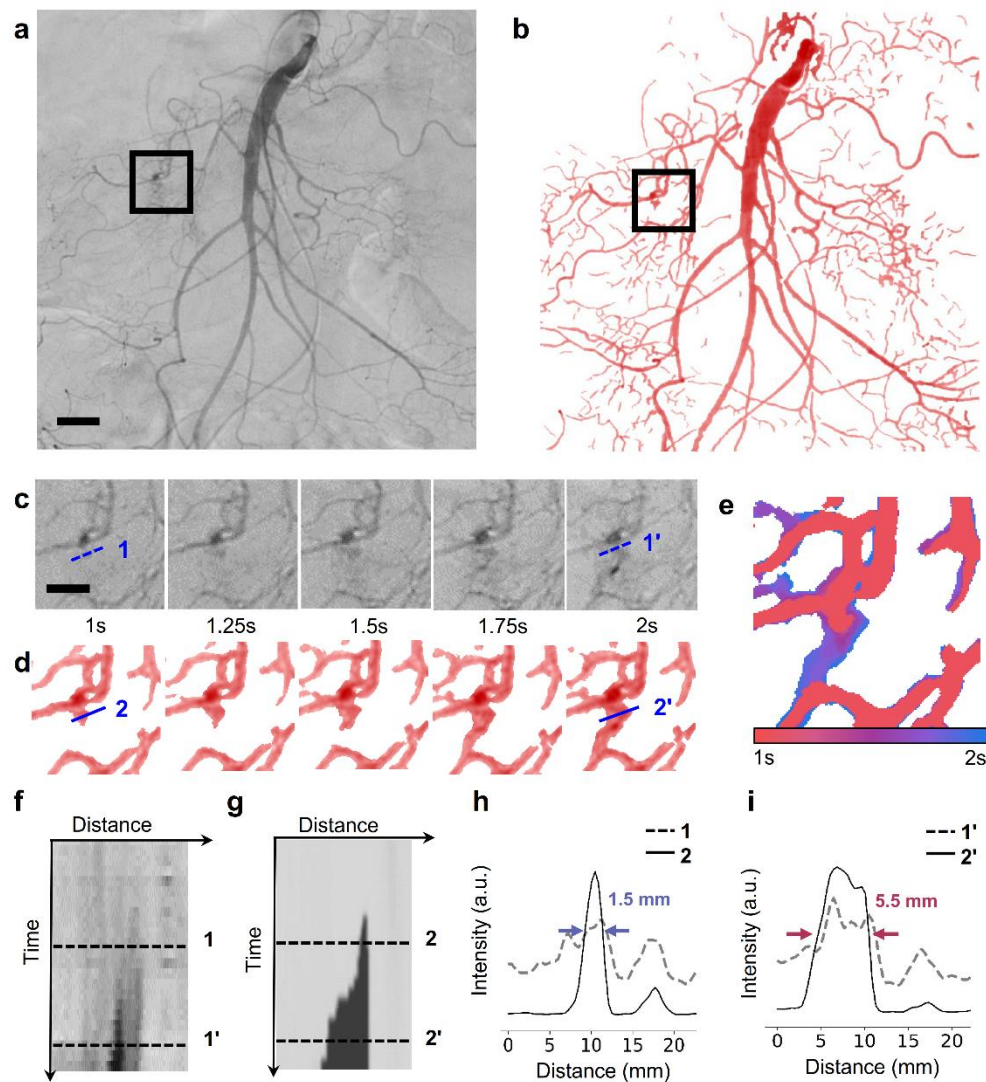 a
b
c
1
1'
1s
1.25s
1.5s
1.75s
2s
d
2
2'
e
1s
2s
f
Distance
Time
1
1'
g
Distance
Time
2
2'
h
1
2
1.5 mm
Intensity (a.u.)
0 5 10 15 20
Distance (mm)
i
1'
2'
5.5 mm
Intensity (a.u.)
0 5 10 15 20
Distance (mm)